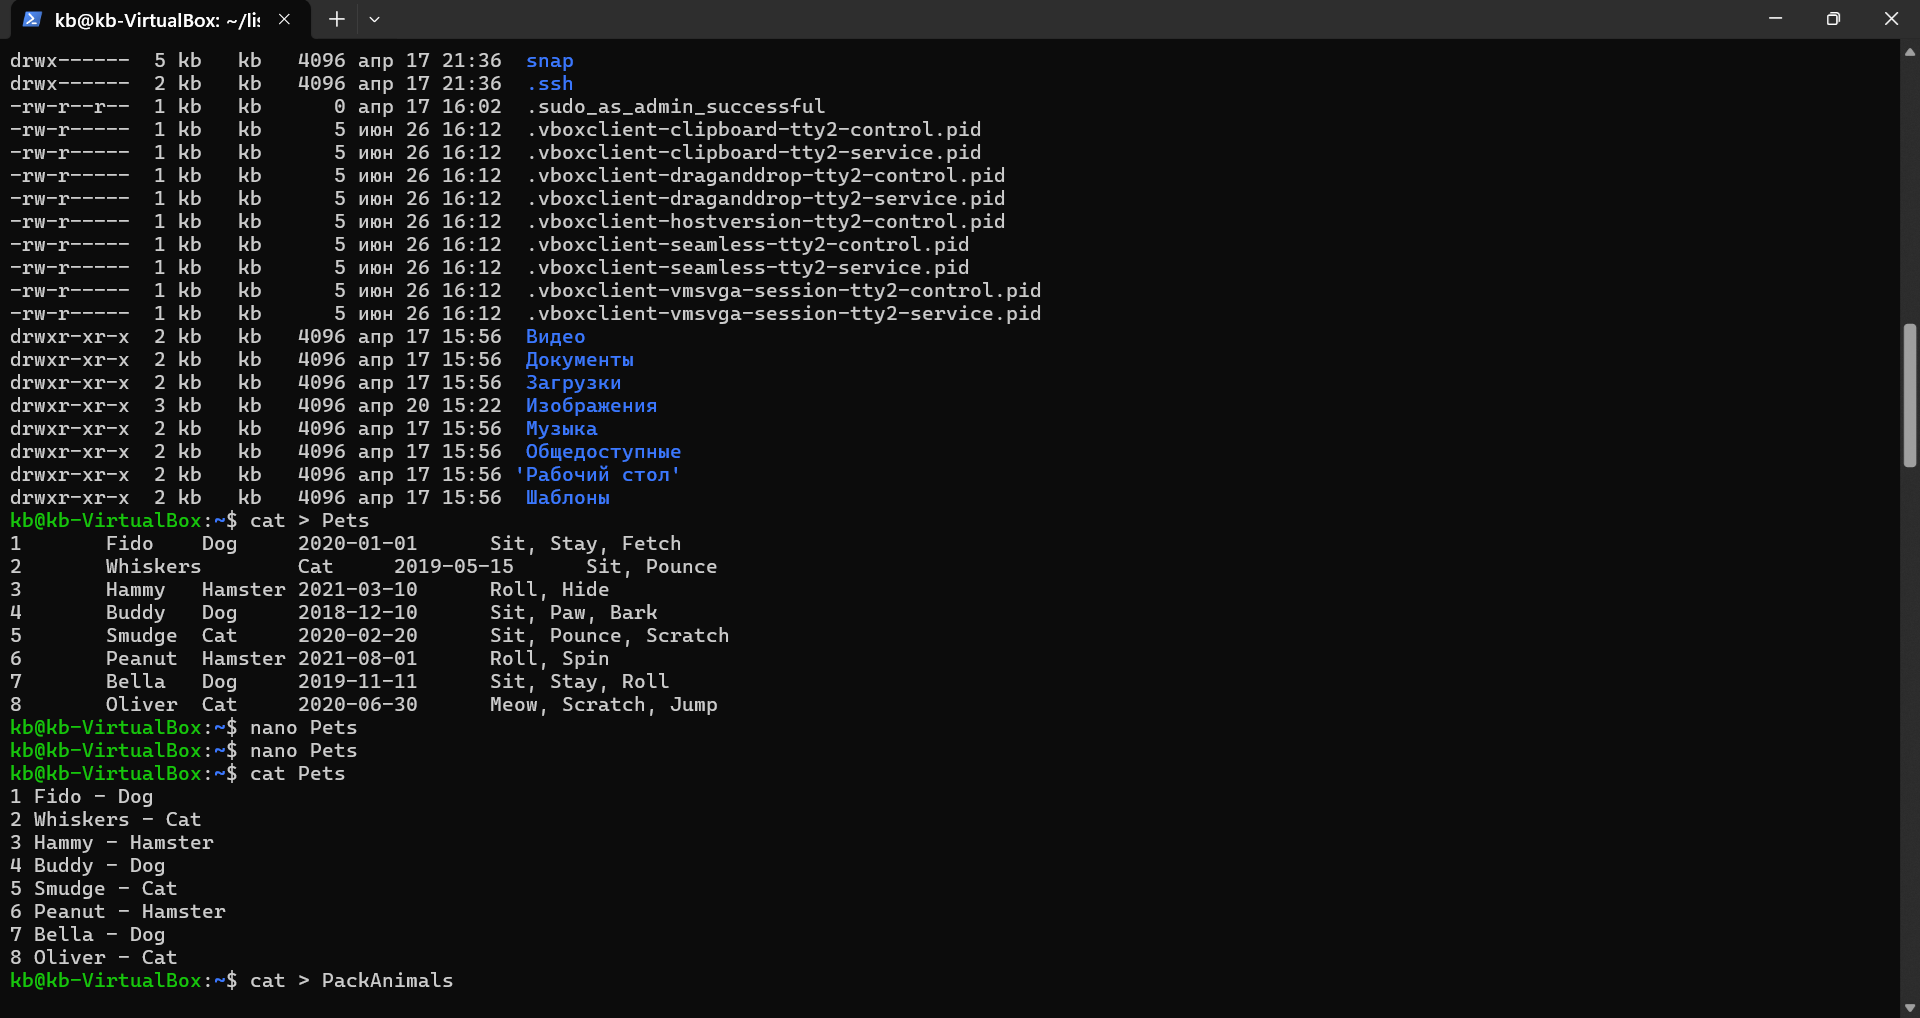 kb@kb-VirtualBox: ~/lis
drwx------  5 kb   kb   4096 апр 17 21:36  snap
drwx------  2 kb   kb   4096 апр 17 21:36  .ssh
-rw-r--r--  1 kb   kb      0 апр 17 16:02  .sudo_as_admin_successful
-rw-r-----  1 kb   kb      5 июн 26 16:12  .vboxclient-clipboard-tty2-control.pid
-rw-r-----  1 kb   kb      5 июн 26 16:12  .vboxclient-clipboard-tty2-service.pid
-rw-r-----  1 kb   kb      5 июн 26 16:12  .vboxclient-draganddrop-tty2-control.pid
-rw-r-----  1 kb   kb      5 июн 26 16:12  .vboxclient-draganddrop-tty2-service.pid
-rw-r-----  1 kb   kb      5 июн 26 16:12  .vboxclient-hostversion-tty2-control.pid
-rw-r-----  1 kb   kb      5 июн 26 16:12  .vboxclient-seamless-tty2-control.pid
-rw-r-----  1 kb   kb      5 июн 26 16:12  .vboxclient-seamless-tty2-service.pid
-rw-r-----  1 kb   kb      5 июн 26 16:12  .vboxclient-vmsvga-session-tty2-control.pid
-rw-r-----  1 kb   kb      5 июн 26 16:12  .vboxclient-vmsvga-session-tty2-service.pid
drwxr-xr-x  2 kb   kb   4096 апр 17 15:56  Видео
drwxr-xr-x  2 kb   kb   4096 апр 17 15:56  Документы
drwxr-xr-x  2 kb   kb   4096 апр 17 15:56  Загрузки
drwxr-xr-x  3 kb   kb   4096 апр 20 15:22  Изображения
drwxr-xr-x  2 kb   kb   4096 апр 17 15:56  Музыка
drwxr-xr-x  2 kb   kb   4096 апр 17 15:56  Общедоступные
drwxr-xr-x  2 kb   kb   4096 апр 17 15:56 'Рабочий стол'
drwxr-xr-x  2 kb   kb   4096 апр 17 15:56  Шаблоны
kb@kb-VirtualBox:~$ cat > Pets
1       Fido    Dog     2020-01-01      Sit, Stay, Fetch
2       Whiskers        Cat     2019-05-15      Sit, Pounce
3       Hammy   Hamster 2021-03-10      Roll, Hide
4       Buddy   Dog     2018-12-10      Sit, Paw, Bark
5       Smudge  Cat     2020-02-20      Sit, Pounce, Scratch
6       Peanut  Hamster 2021-08-01      Roll, Spin
7       Bella   Dog     2019-11-11      Sit, Stay, Roll
8       Oliver  Cat     2020-06-30      Meow, Scratch, Jump
kb@kb-VirtualBox:~$ nano Pets
kb@kb-VirtualBox:~$ nano Pets
kb@kb-VirtualBox:~$ cat Pets
1 Fido - Dog
2 Whiskers - Cat
3 Hammy - Hamster
4 Buddy - Dog
5 Smudge - Cat
6 Peanut - Hamster
7 Bella - Dog
8 Oliver - Cat
kb@kb-VirtualBox:~$ cat > PackAnimals